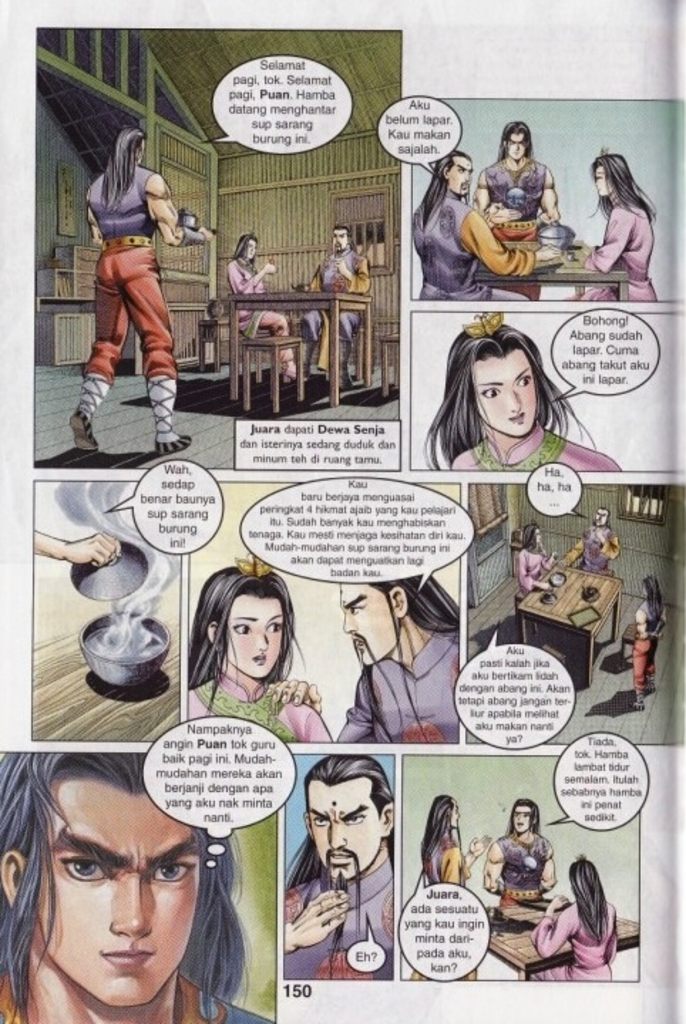 Selamat
pagi, tok. Selamat
pagi, Puan. Hamba
datang menghantar
sup sarang
burung ini.
Juara dapati Dewa Senja
dan isterinya sedang duduk dan
minum teh di ruang tamu.
Aku
belum lapar.
Kau makan
sajalah.
Bohong!
Abang sudah
lapar. Cuma
abang takut aku
ini lapar.
Wah,
sedap
benar baunya
sup sarang
burung
ini!
Kau
baru berjaya menguasai
peringkat 4 hikmat ajaib yang kau pelajari
itu. Sudah banyak kau menghabiskan
tenaga. Kau mesti menjaga kesihatan diri kau.
Mudah-mudahan sup sarang burung ini
akan dapat menguatkan lagi
badan kau.
Ha,
ha, ha
...
Aku
pasti kalah jika
aku bertikam lidah
dengan abang ini. Akan
tetapi abang jangan ter-
liur apabila melihat
aku makan nanti
ya?
Nampaknya
angin Puan tok guru
baik pagi ini. Mudah-
mudahan mereka akan
berjanji dengan apa
yang aku nak minta
nanti.
Eh?
Juara,
ada sesuatu
yang kau ingin
minta dari-
pada aku,
kan?
Tiada,
tok. Hamba
lambat tidur
semalam. Itulah
sebabnya hamba
ini penat
sedikit.
150